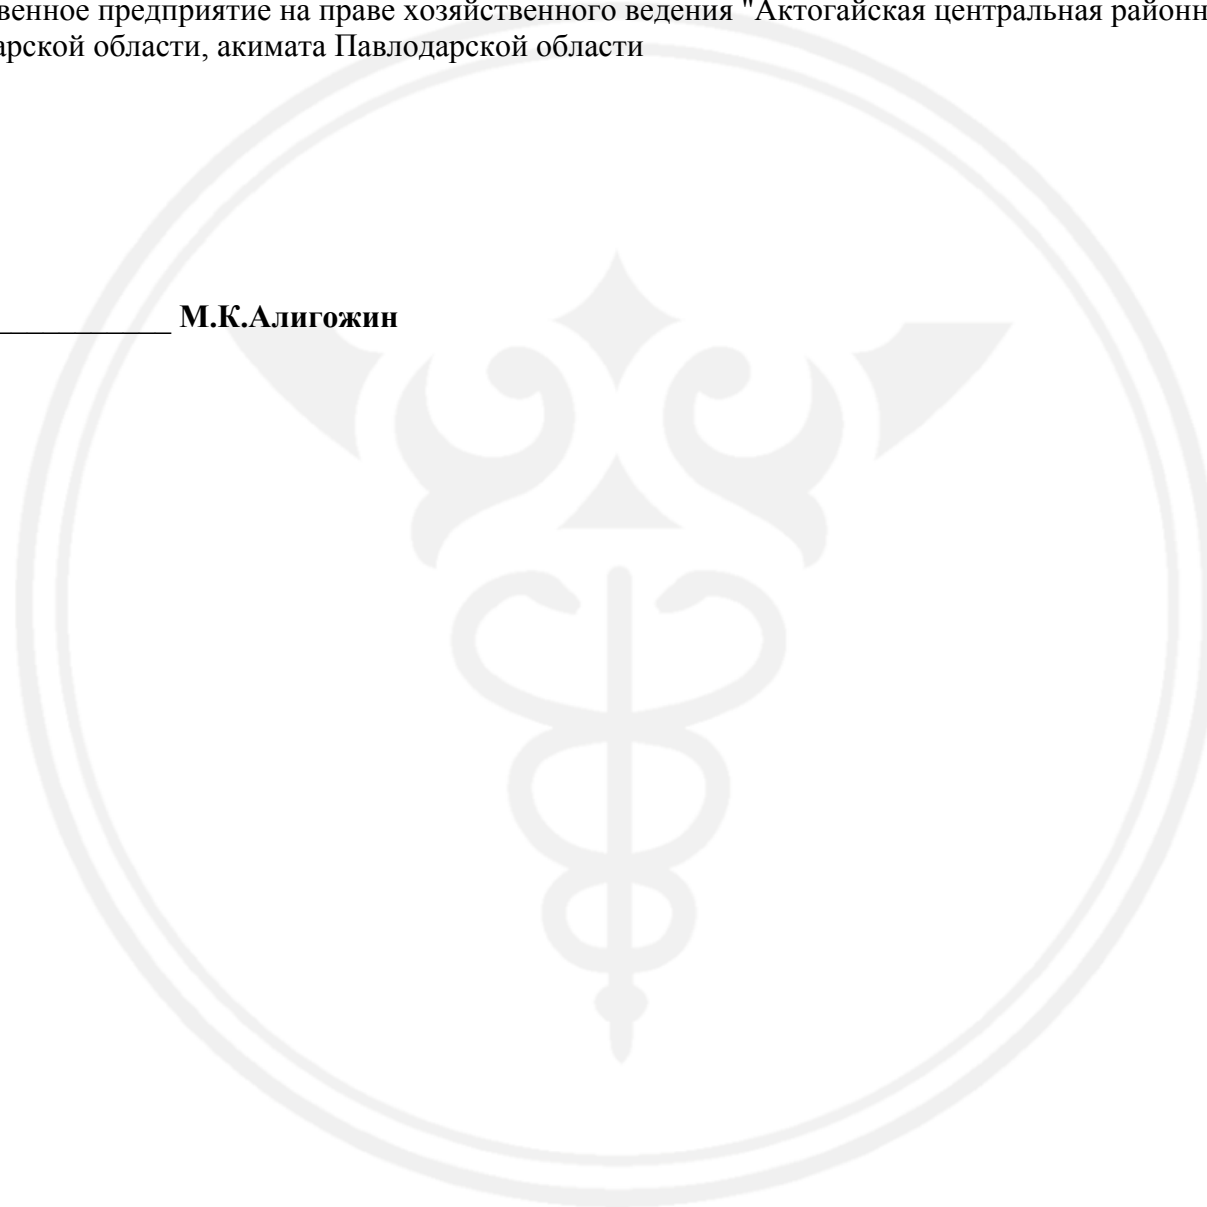 венное предприятие на праве хозяйственного ведения "Актогайская центральная районн
арской области, акимата Павлодарской области
____________ М.К.Алигожин